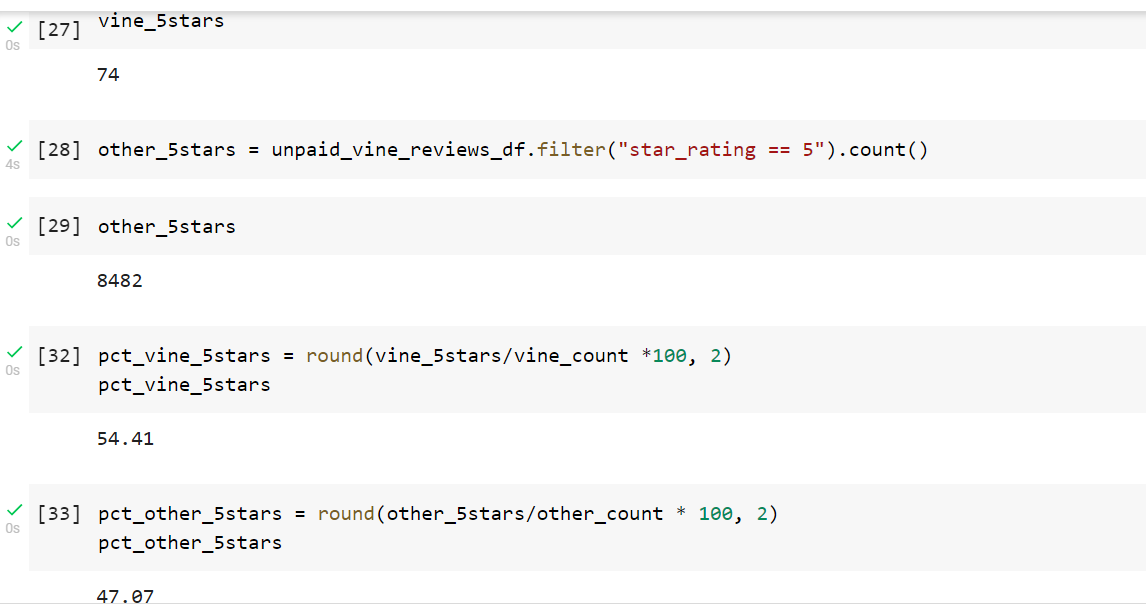 [27] vine_5stars
0s
74
[28] other_5stars = unpaid_vine_reviews_df.filter("star_rating == 5").count()
4s
[29] other_5stars
0s
8482
[32] pct_vine_5stars = round(vine_5stars/vine_count *100, 2)
0s
pct_vine_5stars
54.41
[33] pct_other_5stars = round(other_5stars/other_count * 100, 2)
0s
pct_other_5stars
47.07